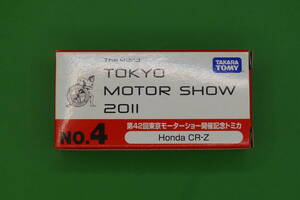 The 42nd
TOKYO
MOTOR SHOW
2011
TAKARA
TOMY
NO.4
第42回東京モーターショー開催記念トミカ
Honda CR-Z